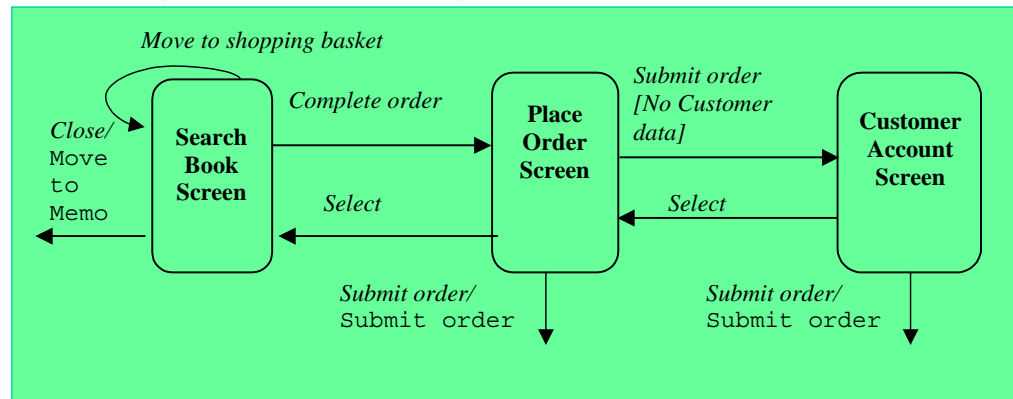 Move to shopping basket
Close/
Move
to
Memo
Search
Book
Screen
Complete order
Select
Place
Order
Screen
Submit order
[No Customer
data]
Select
Customer
Account
Screen
Submit order/
Submit order
Submit order/
Submit order